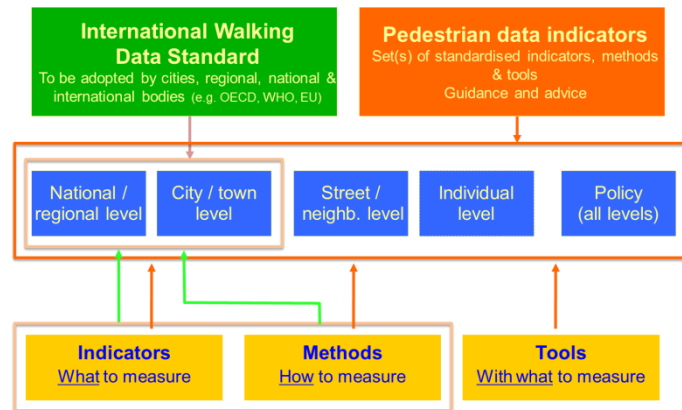 International Walking
Data Standard
To be adopted by cities, regional, national &
international bodies (e.g. OECD, WHO, EU)
Pedestrian data indicators
Set(s) of standardised indicators, methods
& tools
Guidance and advice
National /
regional level
City / town
level
Street /
neighb. level
Individual
level
Policy
(all levels)
Indicators
What to measure
Methods
How to measure
Tools
With what to measure